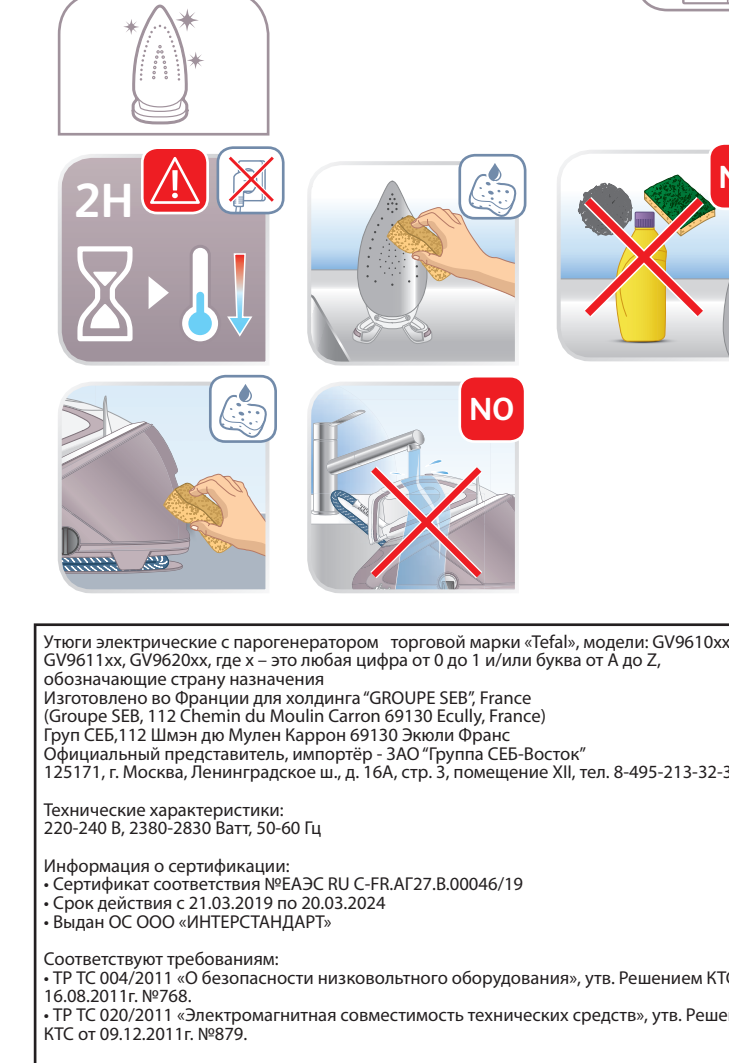 2H
NO
Утюги электрические с парогенератором торговой марки «Tefal», модели: GV9610xx
GV9611xx, GV9620xx, где х – это любая цифра от 0 до 1 и/или буква от A до Z,
обозначающие страну назначения
Изготовлено во Франции для холдинга “GROUPE SEB”, France
(Groupe SEB, 112 Chemin du Moulin Carron 69130 Ecully, France)
Груп СЕБ,112 Шмэн дю Мулен Каррон 69130 Экюли Франс
Официальный представитель, импортёр - ЗАО “Группа СЕБ-Восток”
125171, г. Москва, Ленинградское ш., д. 16А, стр. 3, помещение XII, тел. 8-495-213-32-3
Технические характеристики:
220-240 В, 2380-2830 Ватт, 50-60 Гц
Информация о сертификации:
• Сертификат соответствия №ЕАЭС RU C-FR.АГ27.В.00046/19
• Срок действия с 21.03.2019 по 20.03.2024
• Выдан ОС ООО «ИНТЕРСТАНДАРТ»
Соответствуют требованиям:
• ТР ТС 004/2011 «О безопасности низковольтного оборудования», утв. Решением КТС
16.08.2011г. №768.
• ТР ТС 020/2011 «Электромагнитная совместимость технических средств», утв.
КТС от 09.12.2011г. №879.